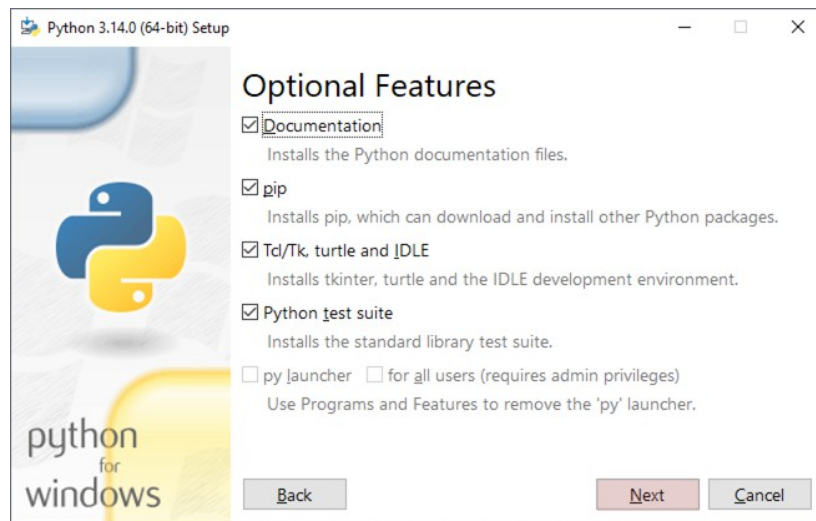 Python 3.14.0 (64-bit) Setup
Optional Features
Documentation
Installs the Python documentation files.
pip
Installs pip, which can download and install other Python packages.
Tcl/Tk, turtle and IDLE
Installs tkinter, turtle and the IDLE development environment.
Python test suite
Installs the standard library test suite.
py launcher for all users (requires admin privileges)
Use Programs and Features to remove the 'py' launcher.
python
for
windows
Back Next Cancel